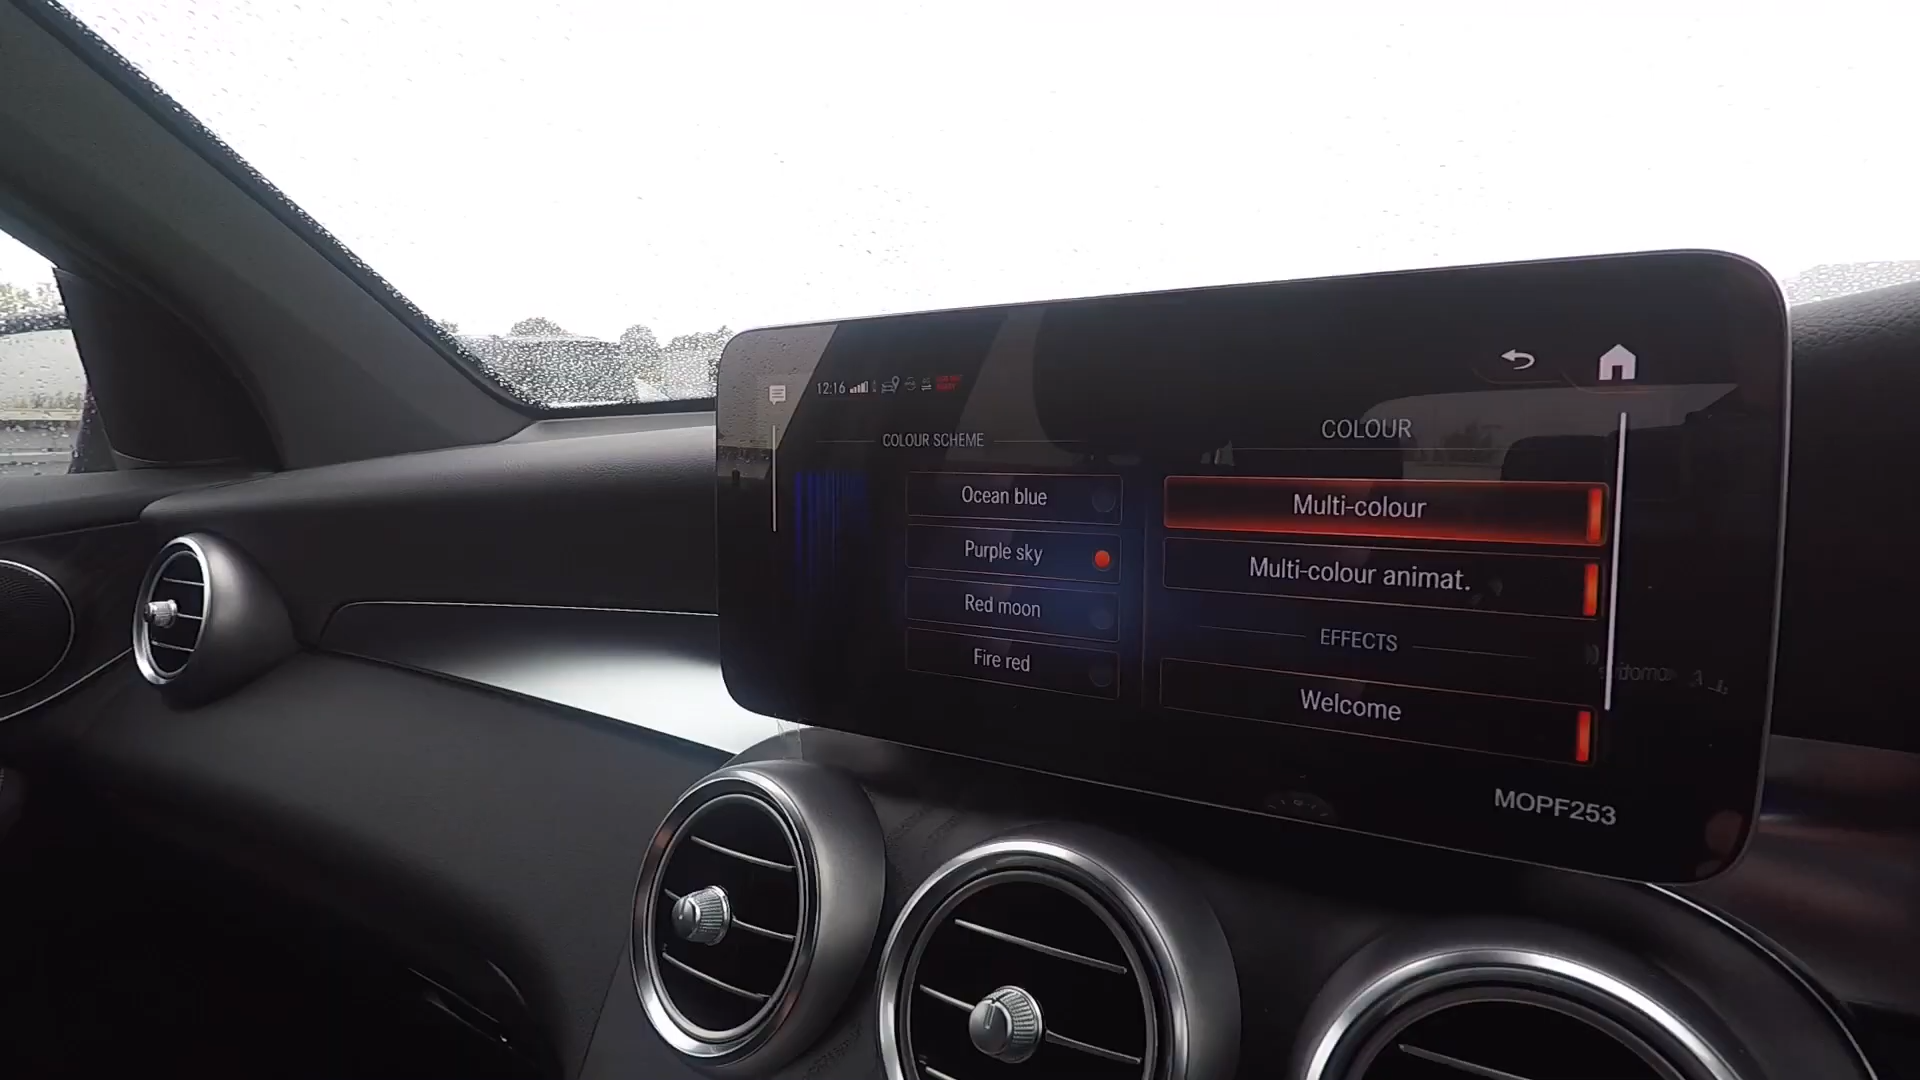 12:16
COLOUR SCHEME
Ocean blue
Purple sky
Red moon
Fire red
COLOUR
Multi-colour
Multi-colour animat.
EFFECTS
Welcome
MOPF253